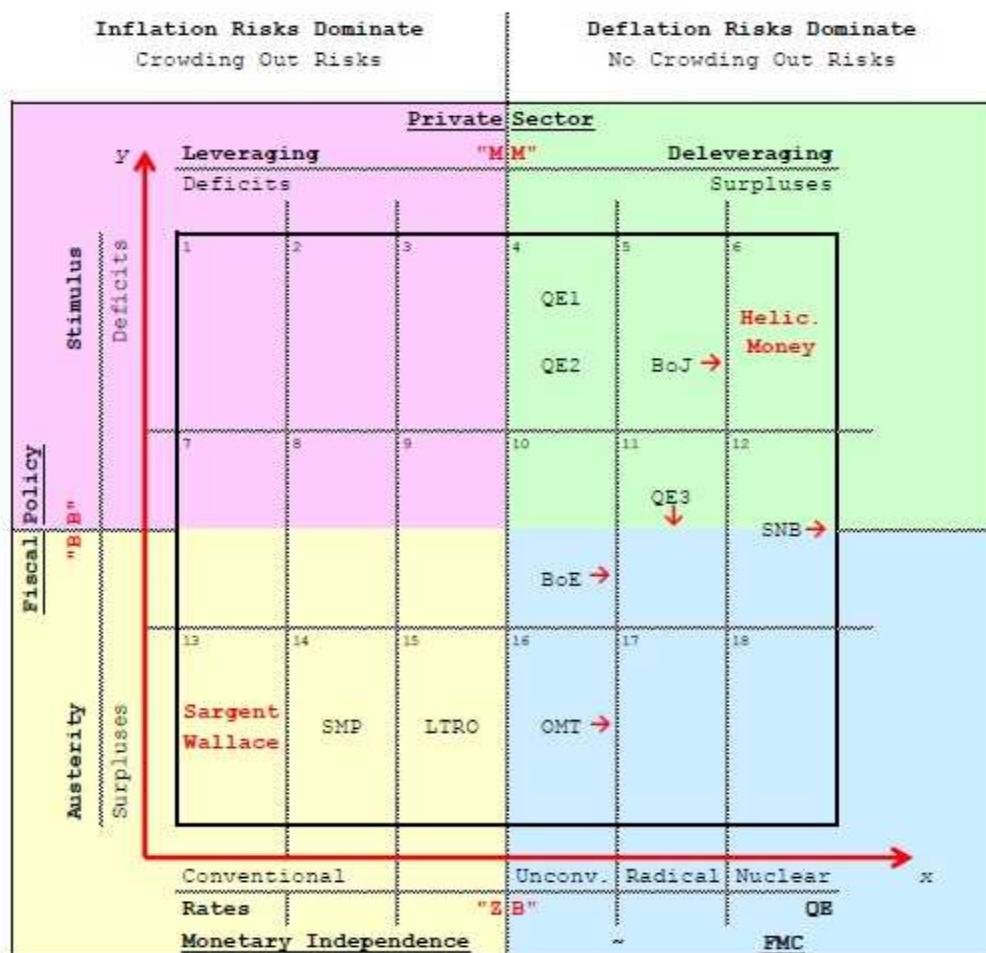 Inflation Risks Dominate Deflation Risks Dominate
Crowding Out Risks No Crowding Out Risks
Private Sector
y Leveraging "M M" Deleveraging
Deficits Surpluses
1 2 3 4 5 6
Stimulus
Deficits
QE1
Helic.
Money
QE2 BoJ →
7 8 9 10 11 12
Fiscal Policy
"B B"
QE3
↓
SNB →
BoE →
13 14 15 16 17 18
Austerity
Surpluses
Sargent
Wallace
SMP LTRO OMT →
Conventional Unconv. Radical Nuclear x
Rates "Z B" QE
Monetary Independence ~ FMC